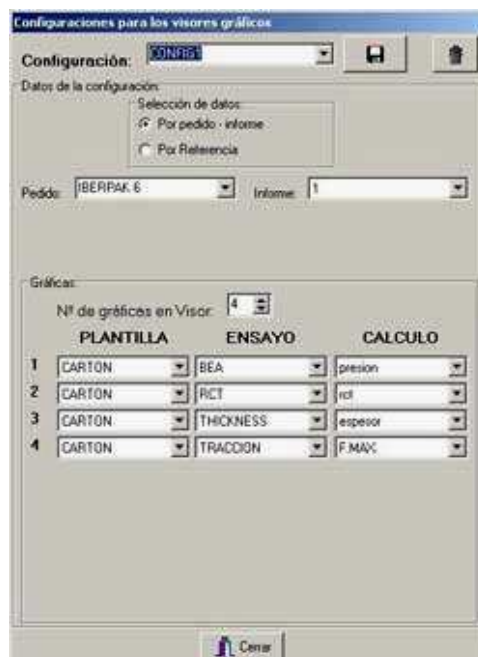 Configuraciones para los visores gráficos
Configuración: CONFIG1
Datos de la configuración
Selección de datos
Por pedido - informe
Por Referencia
Pedido: IBERPAK 6 Informe: 1
Gráficas
Nº de gráficas en Visor: 4
PLANTILLA ENSAYO CALCULO
1 CARTON BEA presion
2 CARTON RCT rct
3 CARTON THICKNESS espesor
4 CARTON TRACCION F.MAX
Cerrar